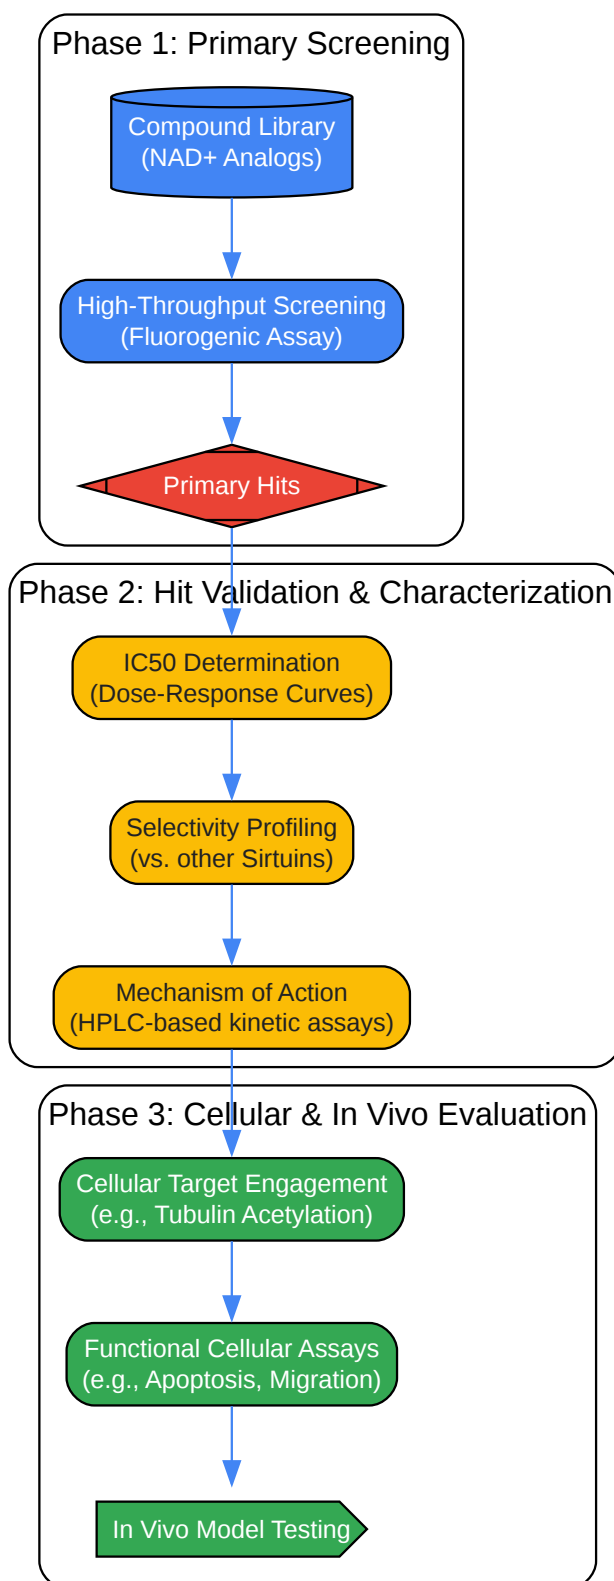 Phase 1: Primary Screening
Compound Library
(NAD+ Analogs)
High-Throughput Screening
(Fluorogenic Assay)
Primary Hits
Phase 2: Hit Validation & Characterization
IC50 Determination
(Dose-Response Curves)
Selectivity Profiling
(vs. other Sirtuins)
Mechanism of Action
(HPLC-based kinetic assays)
Phase 3: Cellular & In Vivo Evaluation
Cellular Target Engagement
(e.g., Tubulin Acetylation)
Functional Cellular Assays
(e.g., Apoptosis, Migration)
In Vivo Model Testing